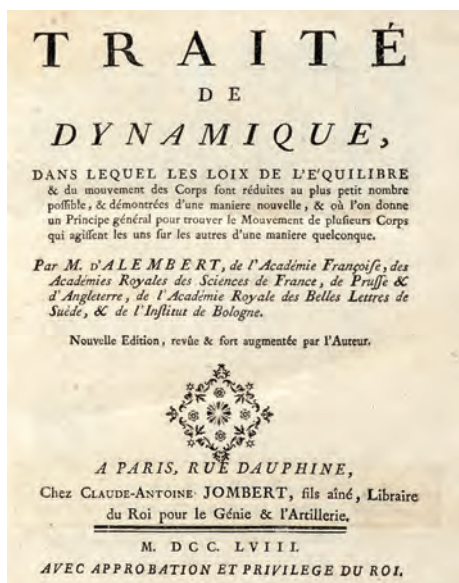 TRAITÉ
DE
DYNAMIQUE,
DANS LEQUEL LES LOIX DE L'E'QUILIBRE
& du mouvement des Corps sont réduites au plus petit nombre
possible, & démontrées d'une maniere nouvelle, & où l'on donne
un Principe général pour trouver le Mouvement de plusieurs Corps
qui agissent les uns sur les autres d'une maniere quelconque.
Par M. D'ALEMBERT, de l'Académie Françoise, des
Académies Royales des Sciences de France, de Prusse &
d'Angleterre, de l'Académie Royale des Belles Lettres de
Suède, & de l'Institut de Bologne.
Nouvelle Edition, revûe & fort augmentée par l'Auteur.
A PARIS, RUE DAUPHINE,
Chez CLAUDE-ANTOINE JOMBERT, fils aîné, Libraire
du Roi pour le Génie & l'Artillerie.
M. DCC. LVIII.
AVEC APPROBATION ET PRIVILEGE DU ROI.